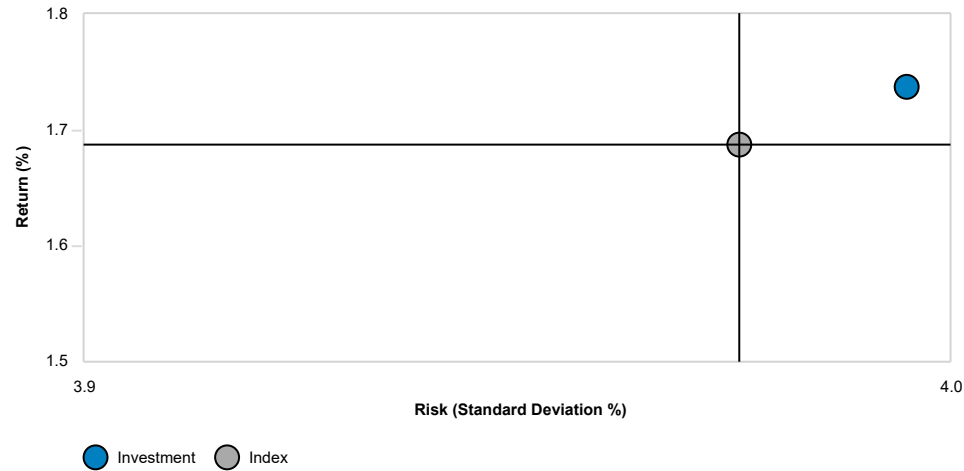 1.8
1.7
1.6
1.5
Return (%)
3.9
4.0
Risk (Standard Deviation %)
Investment
Index